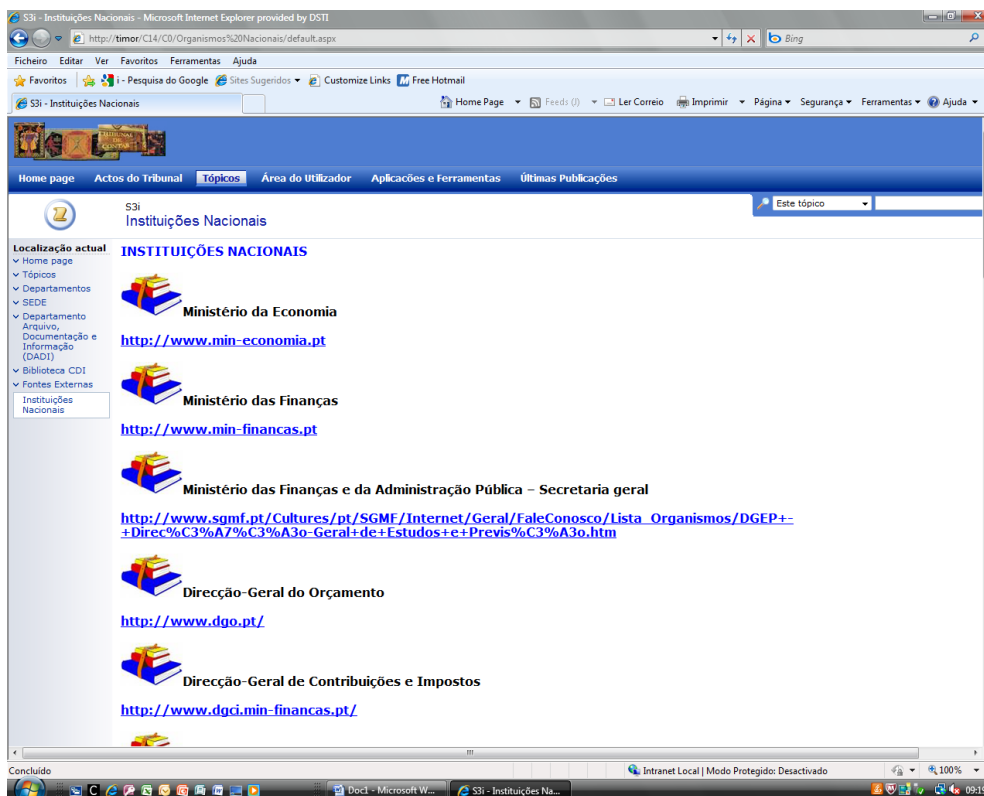 S3i - Instituições Nacionais - Microsoft Internet Explorer provided by DSTI
http://timor/C14/C0/Organismos%20Nacionais/default.aspx
Bing
Ficheiro Editar Ver Favoritos Ferramentas Ajuda
Favoritos i - Pesquisa do Google Sites Sugeridos Customize Links Free Hotmail
S3i - Instituições Nacionais
Home Page Feeds (J) Ler Correio Imprimir Página Segurança Ferramentas Ajuda
TRIBUNAL
DE
CONTAS
Home page Actos do Tribunal Tópicos Área do Utilizador Aplicacões e Ferramentas Últimas Publicações
Este tópico
S3i
Instituições Nacionais
Localização actual
Home page
Tópicos
Departamentos
SEDE
Departamento
Arquivo,
Documentação e
Informação
(DADI)
Biblioteca CDI
Fontes Externas
Instituições
Nacionais
INSTITUIÇÕES NACIONAIS
Ministério da Economia
http://www.min-economia.pt
Ministério das Finanças
http://www.min-financas.pt
Ministério das Finanças e da Administração Pública – Secretaria geral
http://www.sgmf.pt/Cultures/pt/SGMF/Internet/Geral/FaleConosco/Lista_Organismos/DGEP+-
+Direc%C3%A7%C3%A3o-Geral+de+Estudos+e+Previs%C3%A3o.htm
Direcção-Geral do Orçamento
http://www.dgo.pt/
Direcção-Geral de Contribuições e Impostos
http://www.dgci.min-financas.pt/
Concluído
Intranet Local | Modo Protegido: Desactivado
100%
Doc1 - Microsoft W...
S3i - Instituições Na...
09:19